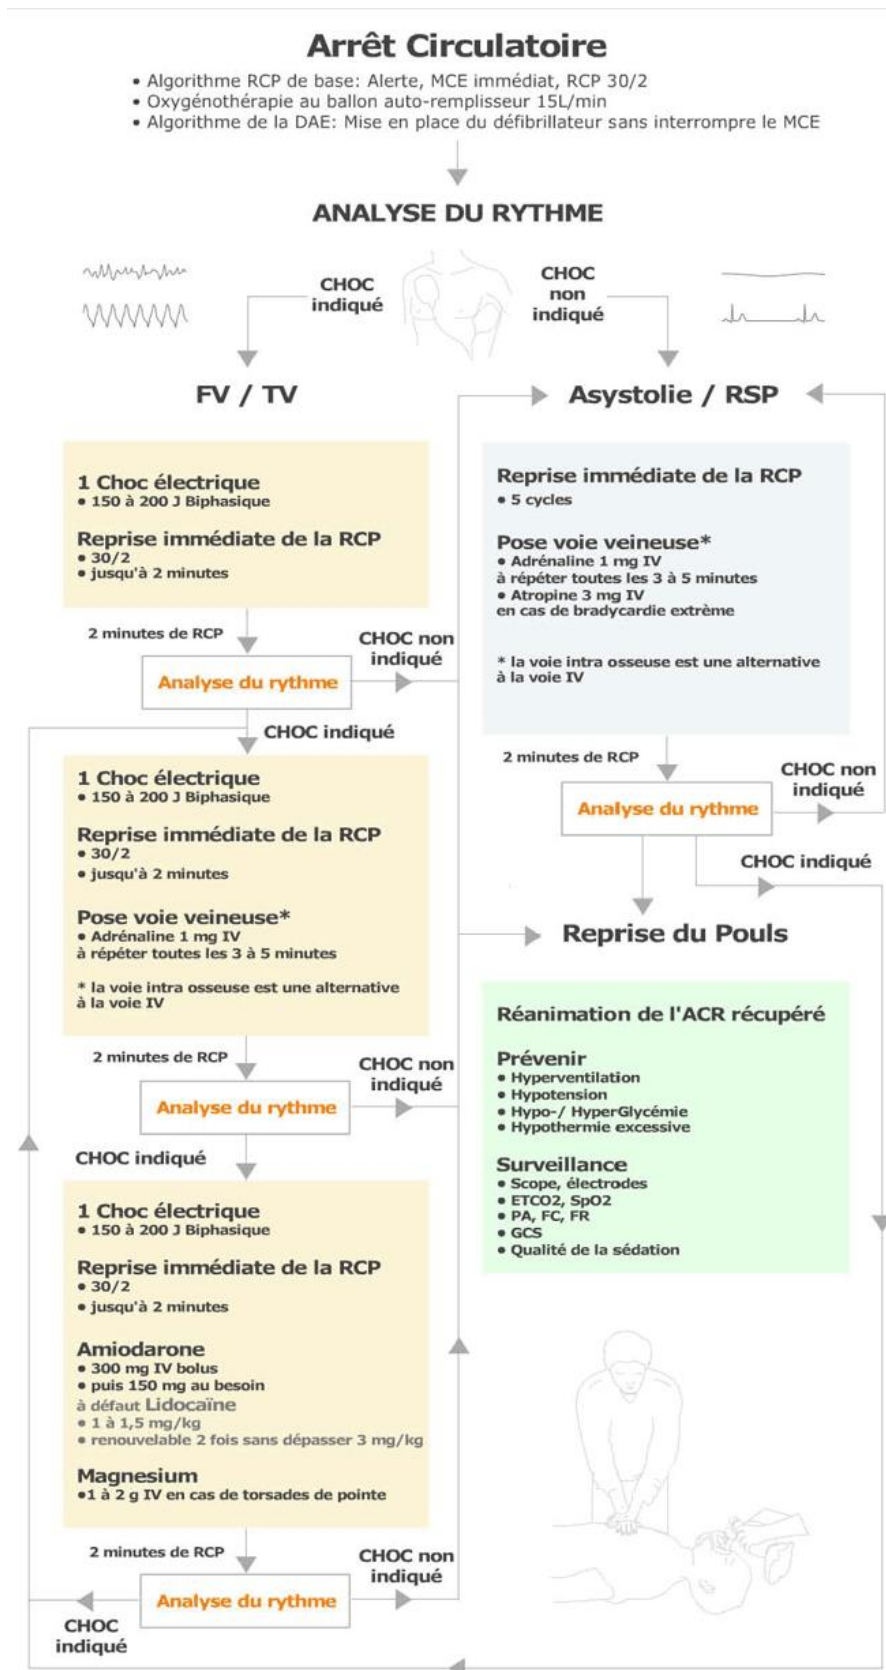 Arrêt Circulatoire
• Algorithme RCP de base: Alerte, MCE immédiat, RCP 30/2
• Oxygénothérapie au ballon auto-remplisseur 15L/min
• Algorithme de la DAE: Mise en place du défibrillateur sans interrompre le MCE
ANALYSE DU RYTHME
CHOC
indiqué
CHOC
non
indiqué
FV / TV
1 Choc électrique
• 150 à 200 J Biphasique
Reprise immédiate de la RCP
• 30/2
• jusqu'à 2 minutes
2 minutes de RCP
CHOC non
indiqué
Analyse du rythme
CHOC indiqué
1 Choc électrique
• 150 à 200 J Biphasique
Reprise immédiate de la RCP
• 30/2
• jusqu'à 2 minutes
Pose voie veineuse*
• Adrénaline 1 mg IV
à répéter toutes les 3 à 5 minutes
* la voie intra osseuse est une alternative
à la voie IV
2 minutes de RCP
CHOC non
indiqué
Analyse du rythme
CHOC indiqué
1 Choc électrique
• 150 à 200 J Biphasique
Reprise immédiate de la RCP
• 30/2
• jusqu'à 2 minutes
Amiodarone
• 300 mg IV bolus
• puis 150 mg au besoin
à défaut Lidocaïne
• 1 à 1,5 mg/kg
• renouvelable 2 fois sans dépasser 3 mg/kg
Magnesium
•1 à 2 g IV en cas de torsades de pointe
2 minutes de RCP
CHOC non
indiqué
Analyse du rythme
CHOC
indiqué
Asystolie / RSP
Reprise immédiate de la RCP
• 5 cycles
Pose voie veineuse*
• Adrénaline 1 mg IV
à répéter toutes les 3 à 5 minutes
• Atropine 3 mg IV
en cas de bradycardie extrème
* la voie intra osseuse est une alternative
à la voie IV
2 minutes de RCP
CHOC non
indiqué
Analyse du rythme
CHOC indiqué
Reprise du Pouls
Réanimation de l'ACR récupéré
Prévenir
• Hyperventilation
• Hypotension
• Hypo-/ HyperGlycémie
• Hypothermie excessive
Surveillance
• Scope, électrodes
• ETCO2, SpO2
• PA, FC, FR
• GCS
• Qualité de la sédation